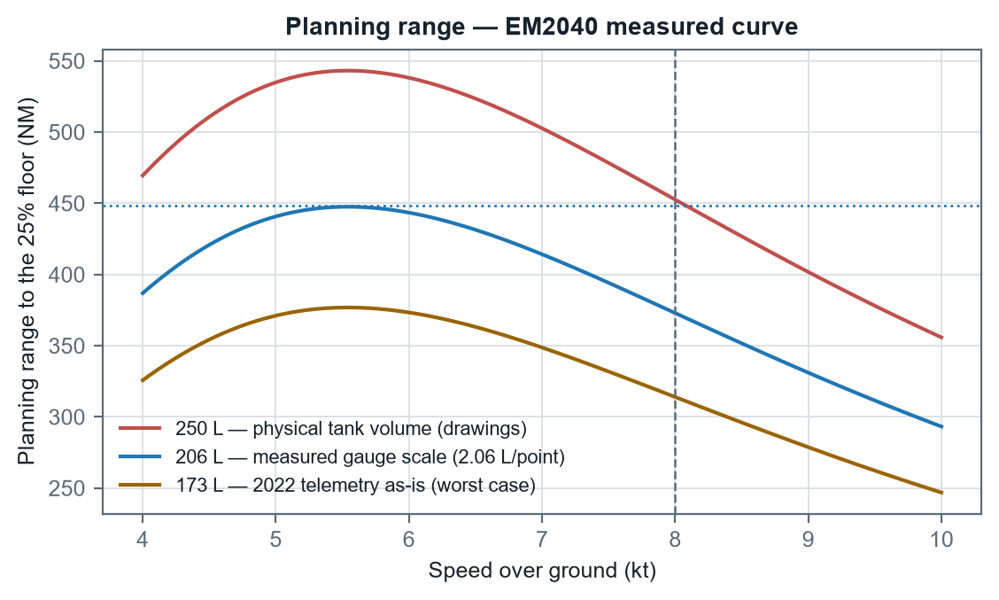 Planning range — EM2040 measured curve
Planning range to the 25% floor (NM)
550
500
450
400
350
300
250
250 L — physical tank volume (drawings)
206 L — measured gauge scale (2.06 L/point)
173 L — 2022 telemetry as-is (worst case)
4 5 6 7 8 9 10
Speed over ground (kt)